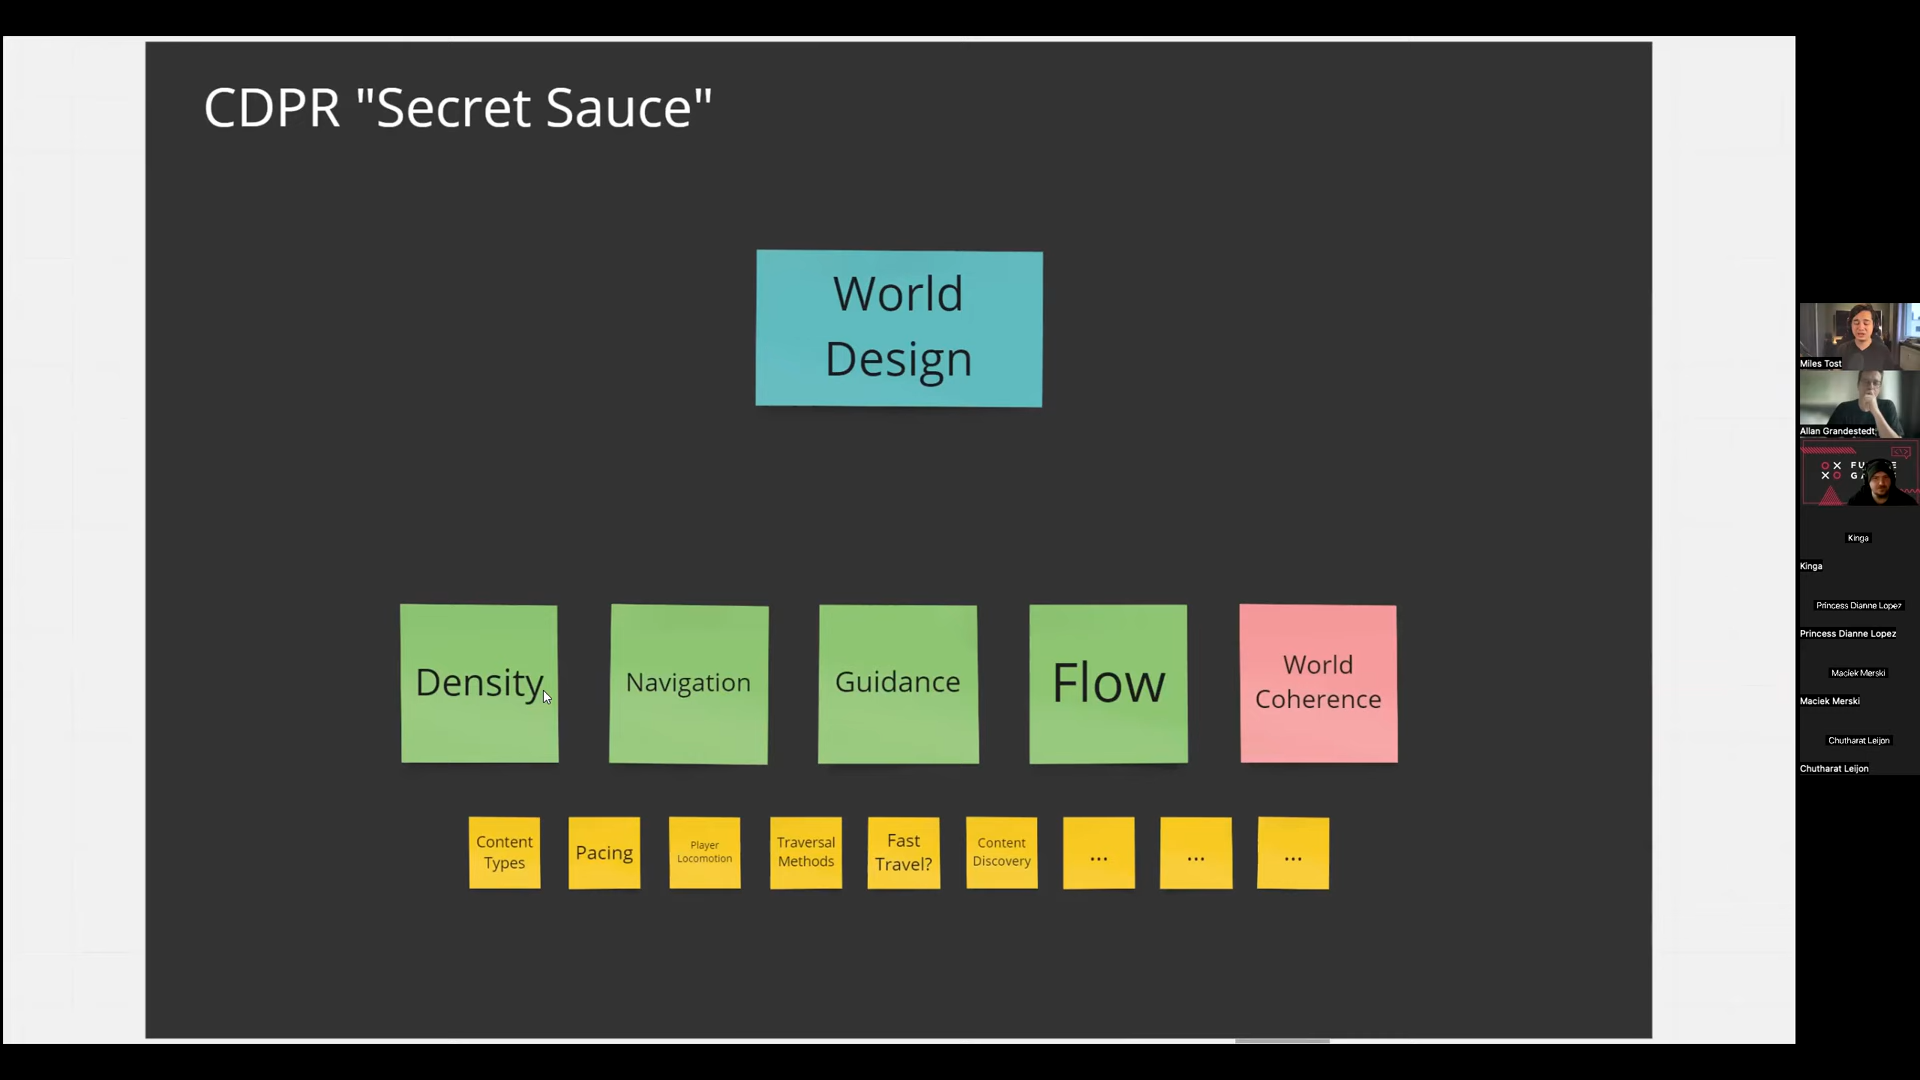 CDPR "Secret Sauce"
World
Design
Density
Navigation
Guidance
Flow
World
Coherence
Content
Types
Pacing
Player
Locomotion
Traversal
Methods
Fast
Travel?
Content
Discovery
...
...
...
Miles Tost
Allan Grandestedt
Kinga
Kinga
Princess Dianne Lopez
Princess Dianne Lopez
Maciek Merski
Maciek Merski
Chutharat Leijon
Chutharat Leijon